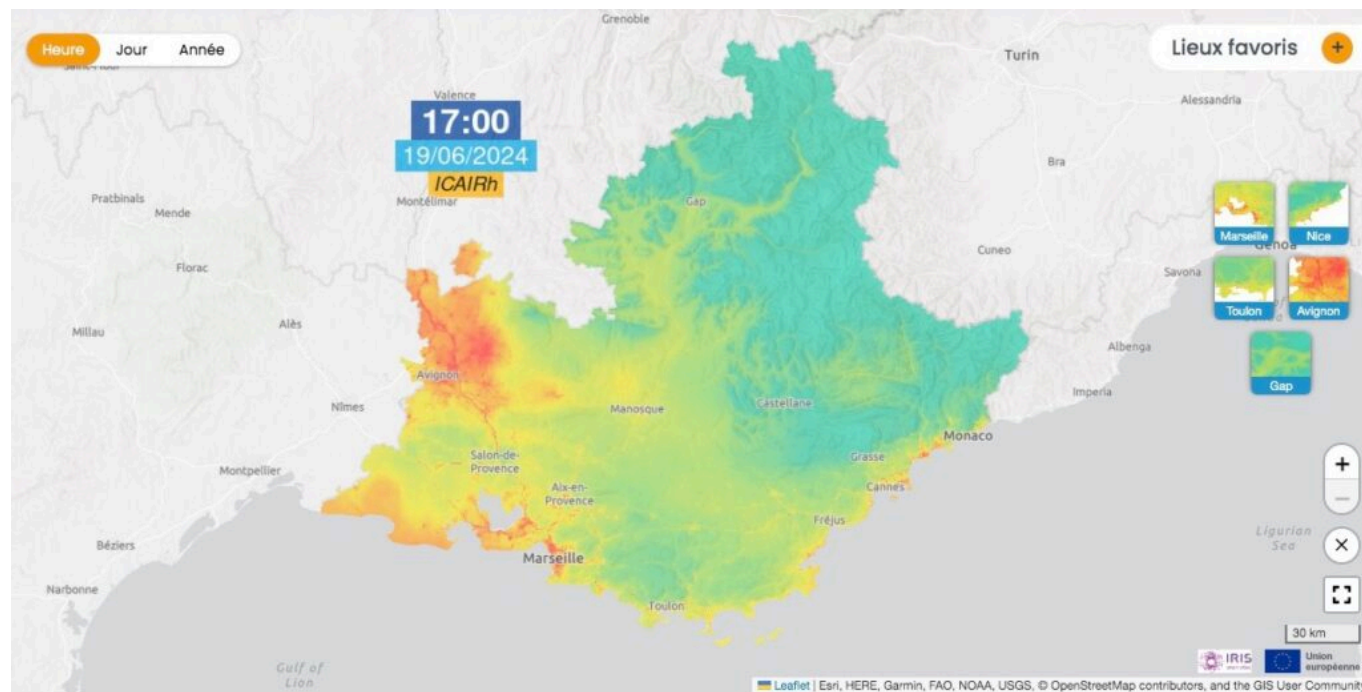 Heure Jour Année
Lieux favoris +
17:00
19/06/2024
ICAIRh
Grenoble
Turin
Valence
Alessandria
Bra
Pratbinals
Mende
Montélimar
Gap
Marseille
Nice
Genoa
Cuneo
Savona
Florac
Toulon
Avignon
Millau
Alès
Albenga
Avignon
Gap
Imperia
Nîmes
Manosque
Castellane
Monaco
Montpellier
Salon-de-
Provence
Grasse
Aix-en-
Provence
Cannes
Fréjus
Béziers
Marseille
Ligurian
Sea
Narbonne
Toulon
30 km
IRIS
Union
européenne
Gulf of
Lion
Leaflet | Esri, HERE, Garmin, FAO, NOAA, USGS, © OpenStreetMap contributors, and the GIS User Community